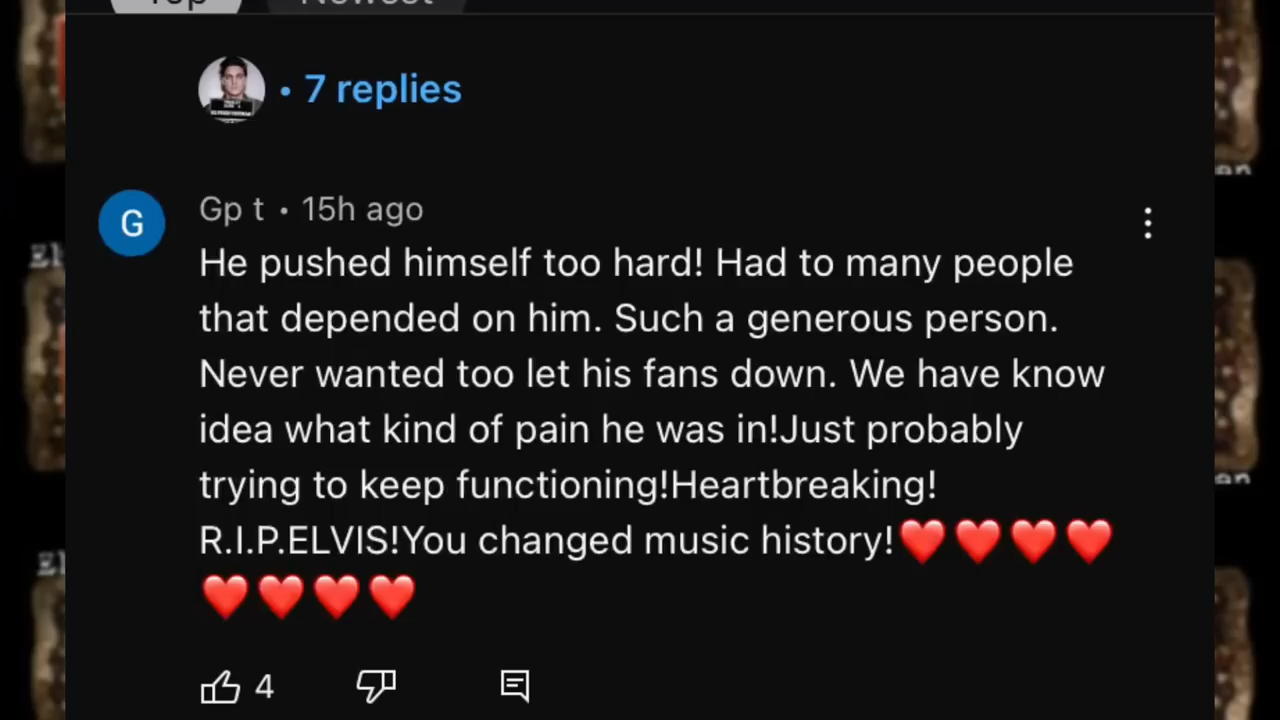 Top Newest
• 7 replies
G
Gp t • 15h ago
He pushed himself too hard! Had to many people
that depended on him. Such a generous person.
Never wanted too let his fans down. We have know
idea what kind of pain he was in!Just probably
trying to keep functioning!Heartbreaking!
R.I.P.ELVIS!You changed music history!❤️❤️❤️❤️
❤️❤️❤️❤️
4